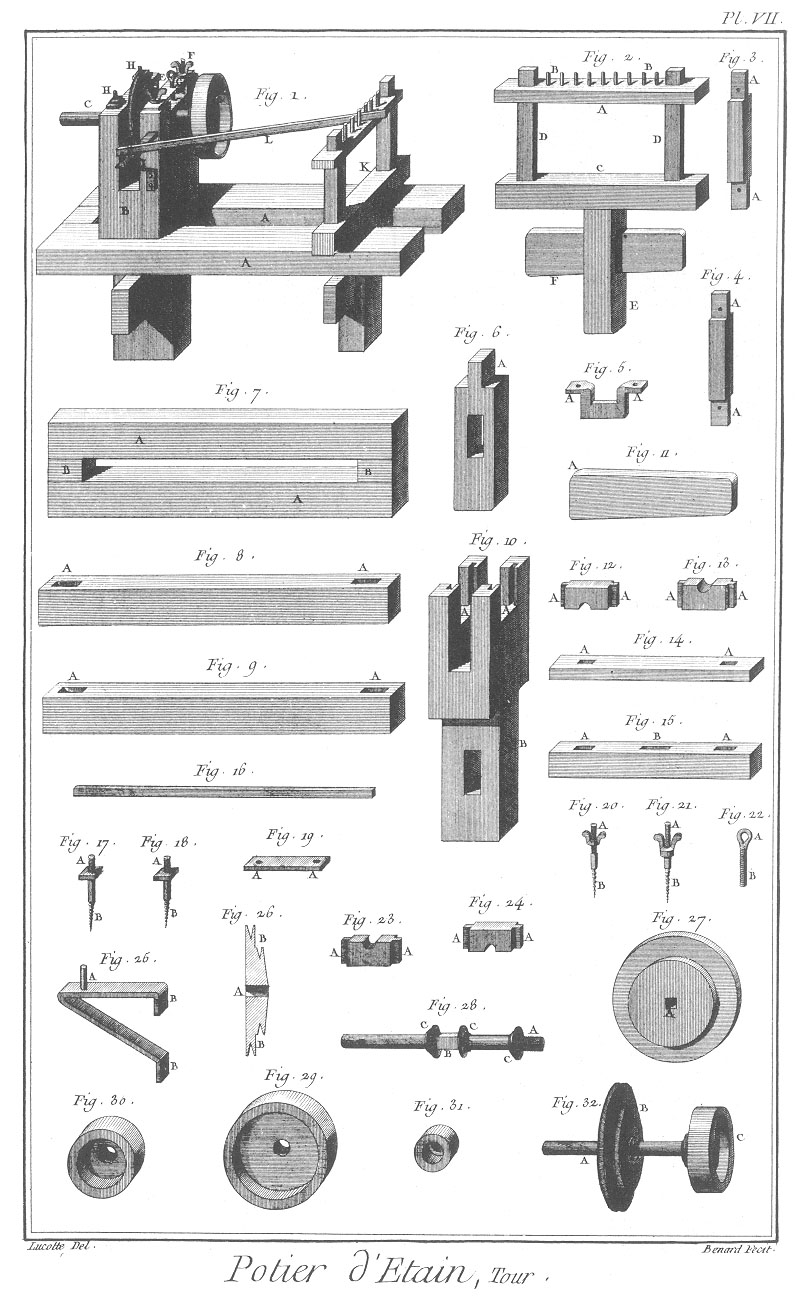 Pl. VII.
Fig. 1.
H
H
F
E
C
L
K
B
A
A
Fig. 2.
B
B
A
D
D
C
F
E
Fig. 3.
A
A
Fig. 4.
A
A
Fig. 5.
A
A
Fig. 6.
A
Fig. 7.
A
B
B
A
Fig. 11.
A
Fig. 8.
A
A
Fig. 10.
A
A
B
Fig. 12.
A
A
Fig. 13.
A
A
Fig. 9.
A
A
Fig. 14.
A
A
Fig. 15.
A
B
A
Fig. 16.
Fig. 17.
A
B
Fig. 18.
A
B
Fig. 19.
A
A
Fig. 20.
A
B
Fig. 21.
A
B
Fig. 22.
A
B
Fig. 25.
A
B
B
Fig. 26.
B
A
B
Fig. 23.
A
A
Fig. 24.
A
A
Fig. 27.
A
Fig. 28.
C
C
A
B
C
Fig. 30.
Fig. 29.
Fig. 31.
Fig. 32.
B
C
A
Lucotte Del.
Benard Fecit.
Potier d'Etain, Tour.